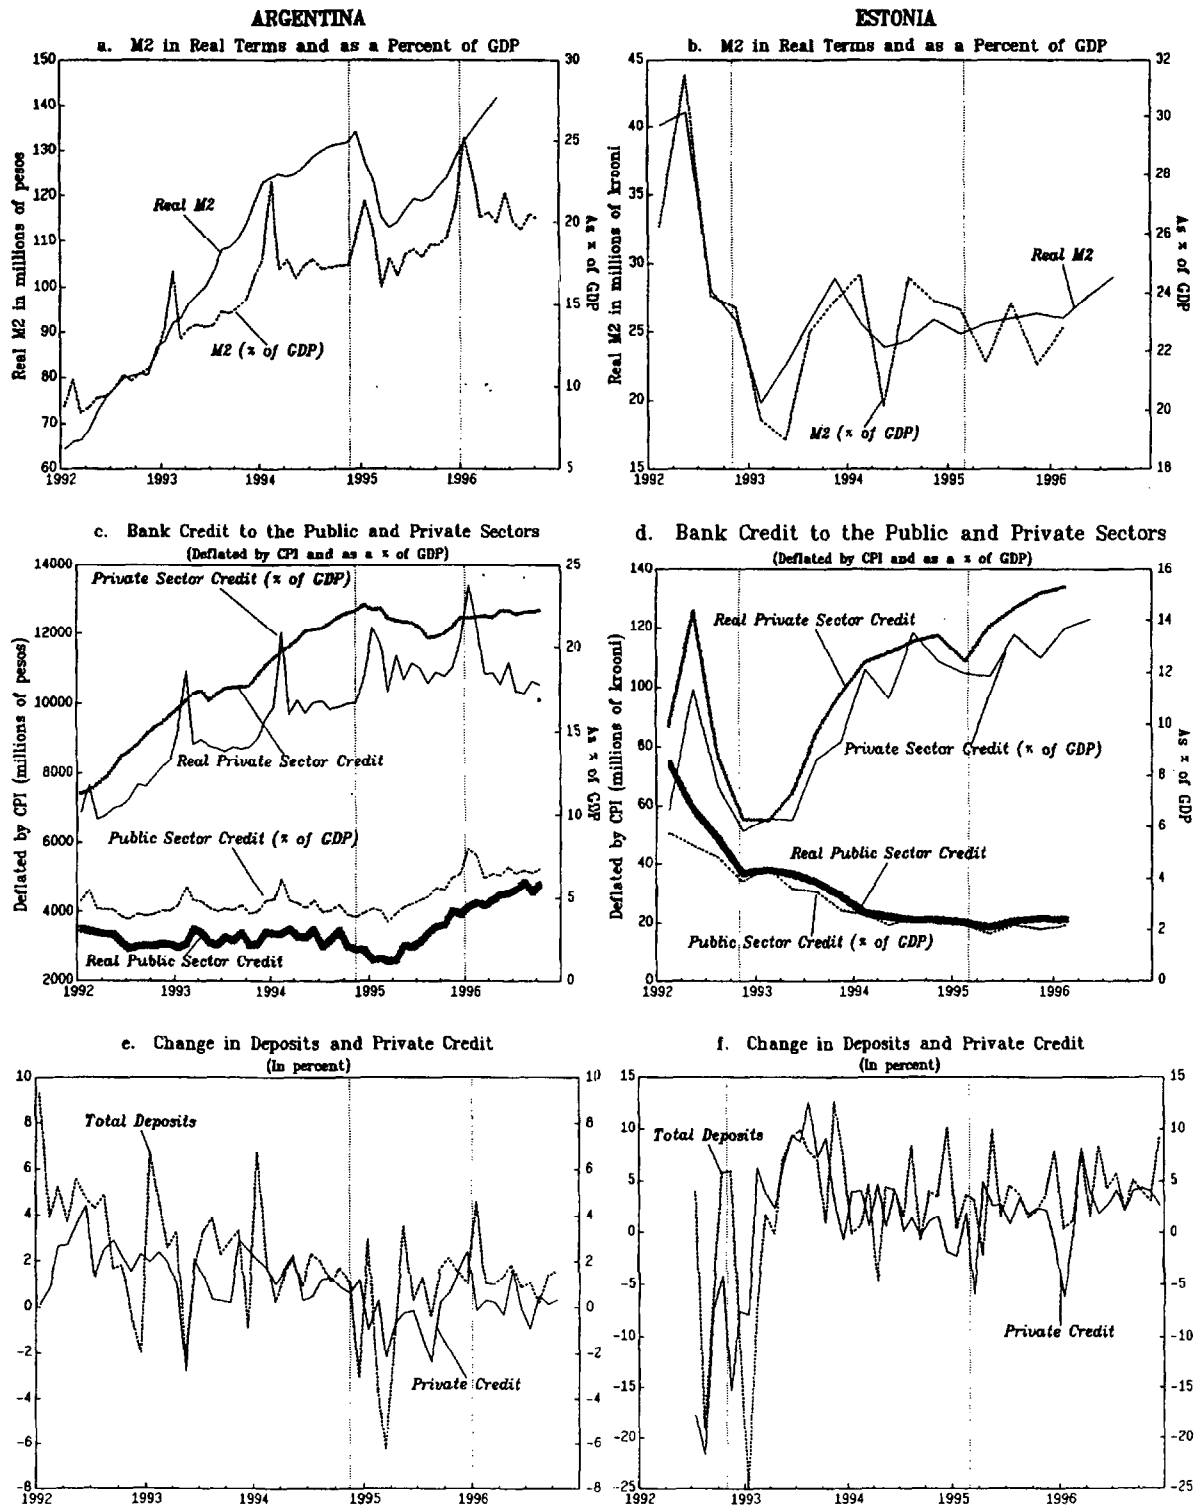 ARGENTINA
a. M2 in Real Terms and as a Percent of GDP
150
140
130
120
110
100
90
80
70
60
30
25
20
15
10
5
Real M2 in millions of pesos
As % of GDP
Real M2
M2 (% of GDP)
1992 1993 1994 1995 1996
ESTONIA
b. M2 in Real Terms and as a Percent of GDP
45
40
35
30
25
20
15
32
30
28
26
24
22
20
18
Real M2 in millions of krooni
As % of GDP
Real M2
M2 (% of GDP)
1992 1993 1994 1995 1996
c. Bank Credit to the Public and Private Sectors
(Deflated by CPI and as a % of GDP)
14000
12000
10000
8000
6000
4000
2000
25
20
15
10
5
0
Deflated by CPI (millions of pesos)
As % of GDP
Private Sector Credit (% of GDP)
Real Private Sector Credit
Public Sector Credit (% of GDP)
Real Public Sector Credit
1992 1993 1994 1995 1996
d. Bank Credit to the Public and Private Sectors
(Deflated by CPI and as a % of GDP)
140
120
100
80
60
40
20
0
16
14
12
10
8
6
4
2
0
Deflated by CPI (millions of krooni)
As % of GDP
Real Private Sector Credit
Private Sector Credit (% of GDP)
Real Public Sector Credit
Public Sector Credit (% of GDP)
1992 1993 1994 1995 1996
e. Change in Deposits and Private Credit
(In percent)
10
8
6
4
2
0
-2
-4
-6
-8
10
8
6
4
2
0
-2
-4
-6
-8
Total Deposits
Private Credit
1992 1993 1994 1995 1996
f. Change in Deposits and Private Credit
(In percent)
15
10
5
0
-5
-10
-15
-20
-25
15
10
5
0
-5
-10
-15
-20
-25
Total Deposits
Private Credit
1992 1993 1994 1995 1996